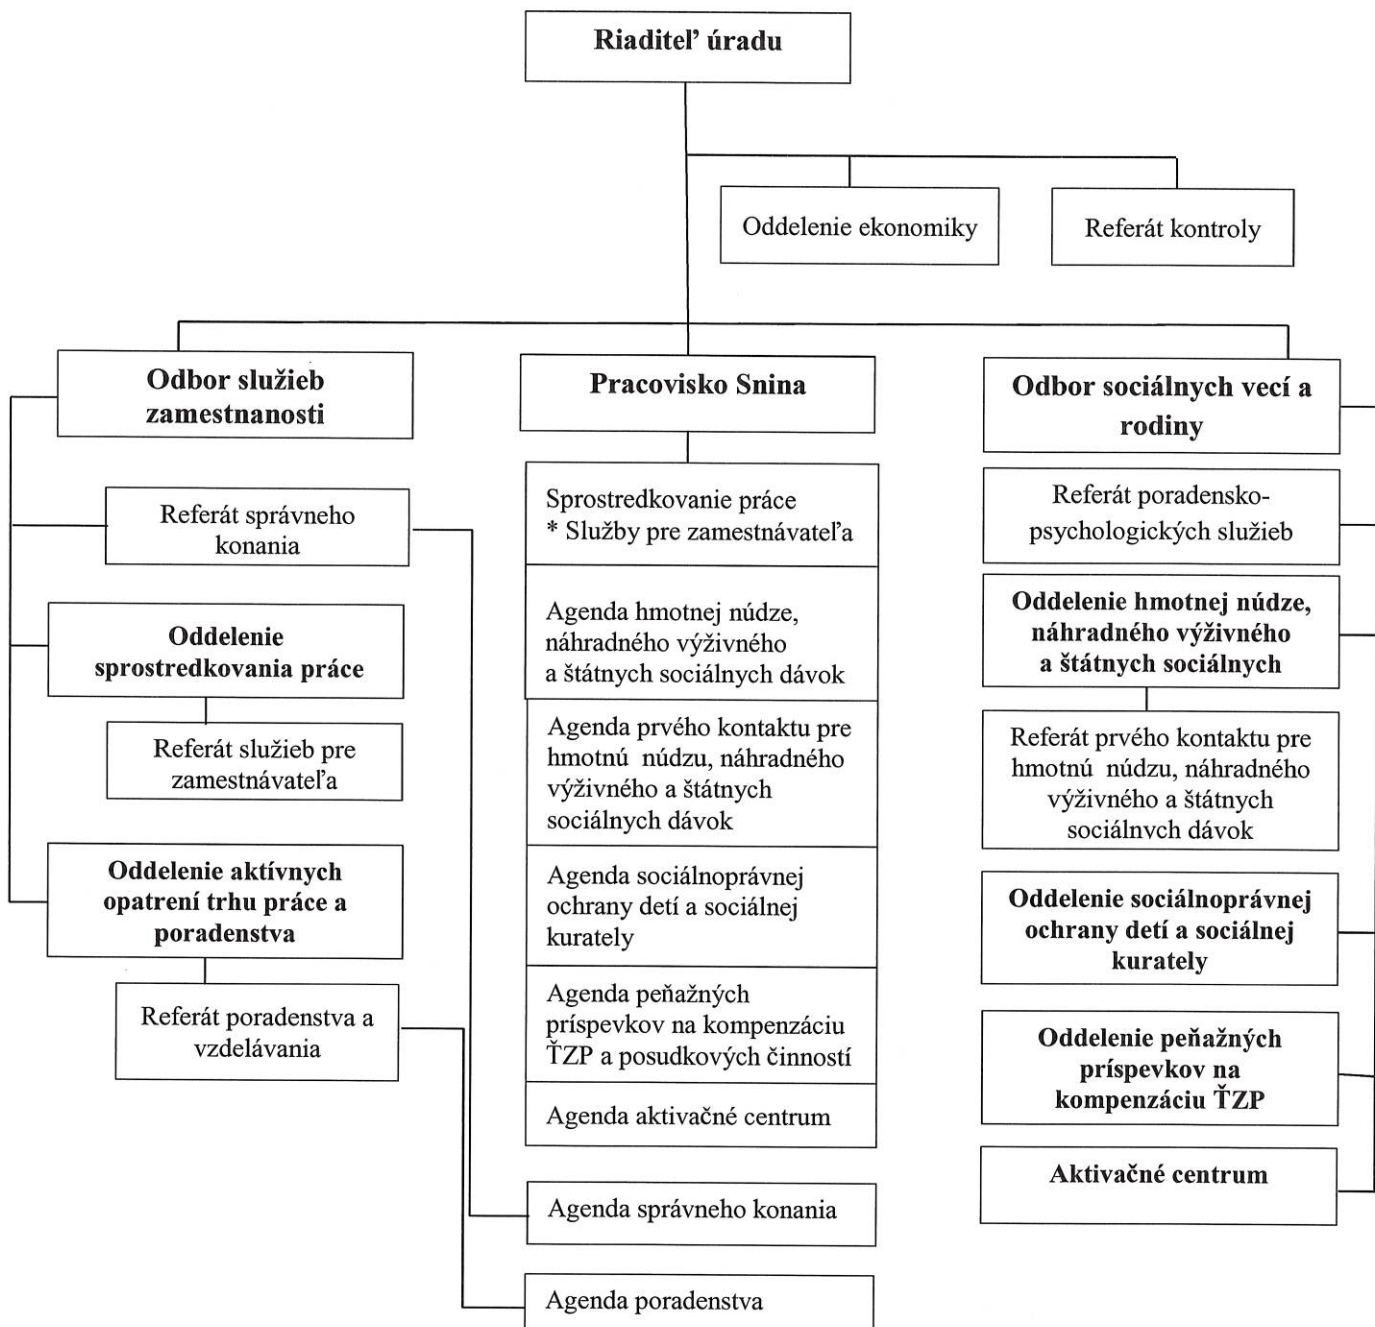 Riaditeľ úradu
Oddelenie ekonomiky
Referát kontroly
Odbor služieb
zamestnanosti
Referát správneho
konania
Oddelenie
sprostredkovania práce
Referát služieb pre
zamestnávateľa
Oddelenie aktívnych
opatrení trhu práce a
poradenstva
Referát poradenstva a
vzdelávania
Pracovisko Snina
Sprostredkovanie práce
* Služby pre zamestnávateľa
Agenda hmotnej núdze,
náhradného výživného
a štátnych sociálnych dávok
Agenda prvého kontaktu pre
hmotnú núdzu, náhradného
výživného a štátnych
sociálnych dávok
Agenda sociálnoprávnej
ochrany detí a sociálnej
kurately
Agenda peňažných
príspevkov na kompenzáciu
ŤZP a posudkových činností
Agenda aktivačné centrum
Agenda správneho konania
Agenda poradenstva
Odbor sociálnych vecí a
rodiny
Referát poradensko-
psychologických služieb
Oddelenie hmotnej núdze,
náhradného výživného
a štátnych sociálnych
Referát prvého kontaktu pre
hmotnú núdzu, náhradného
výživného a štátnych
sociálnych dávok
Oddelenie sociálnoprávnej
ochrany detí a sociálnej
kurately
Oddelenie peňažných
príspevkov na
kompenzáciu ŤZP
Aktivačné centrum